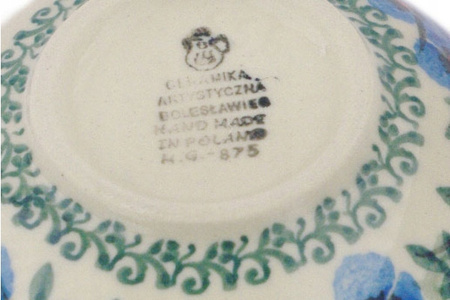 CERAMIKA
ARTYSTYCZNA
BOLESŁAWIEC
HAND MADE
IN POLAND
H.G.-875